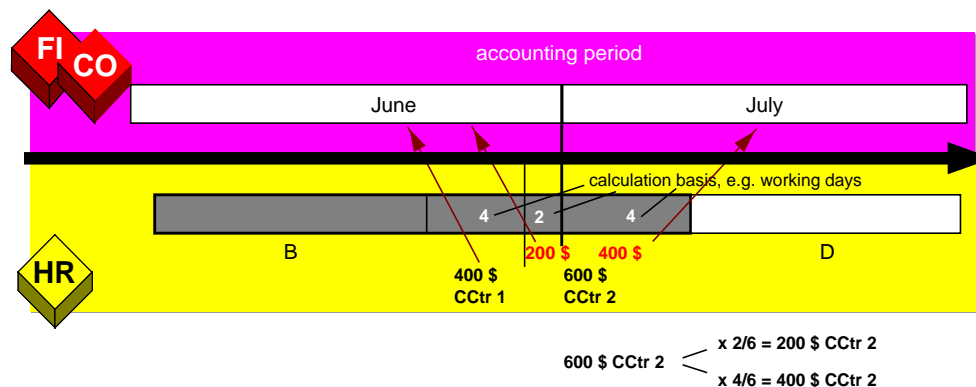 FI
CO
accounting period
June
July
calculation basis, e.g. working days
4
2
4
B
200 $
400 $
D
HR
400 $
CCtr 1
600 $
CCtr 2
x 2/6 = 200 $ CCtr 2
600 $ CCtr 2
x 4/6 = 400 $ CCtr 2